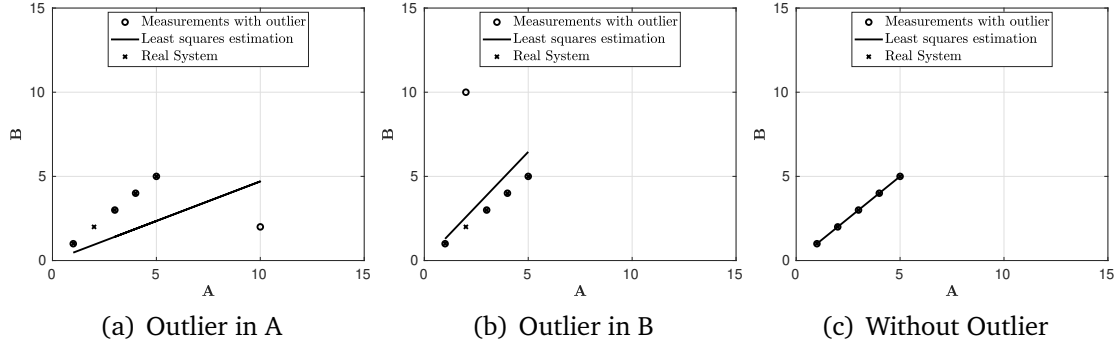 15
10
5
0
0
5
10
15
B
A
Measurements with outlier
Least squares estimation
Real System
(a) Outlier in A
15
10
5
0
0
5
10
15
B
A
Measurements with outlier
Least squares estimation
Real System
(b) Outlier in B
15
10
5
0
0
5
10
15
B
A
Measurements with outlier
Least squares estimation
Real System
(c) Without Outlier